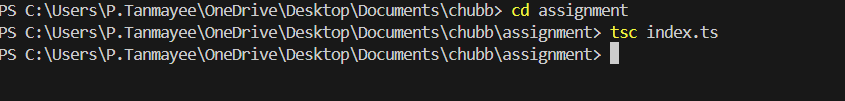 PS C:\Users\P.Tanmayee\OneDrive\Desktop\Documents\chubb> cd assignment
PS C:\Users\P.Tanmayee\OneDrive\Desktop\Documents\chubb\assignment> tsc index.ts
PS C:\Users\P.Tanmayee\OneDrive\Desktop\Documents\chubb\assignment>